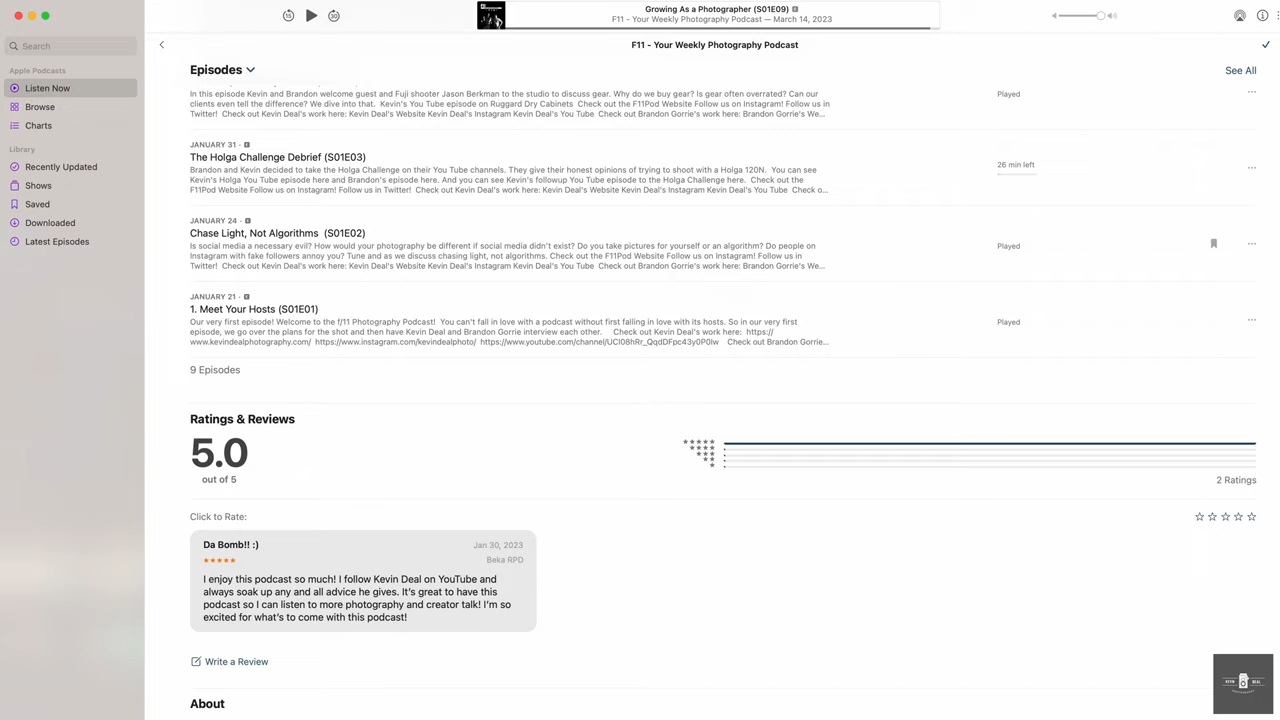 Growing As a Photographer (S01E09) E
F11 - Your Weekly Photography Podcast — March 14, 2023
15
30
Search
F11 - Your Weekly Photography Podcast
Apple Podcasts
Listen Now
Browse
Charts
Library
Recently Updated
Shows
Saved
Downloaded
Latest Episodes
Episodes
See All
In this episode Kevin and Brandon welcome guest and Fuji shooter Jason Berkman to the studio to discuss gear. Why do we buy gear? Is gear often overrated? Can our
clients even tell the difference? We dive into that. Kevin's You Tube episode on Ruggard Dry Cabinets Check out the F11Pod Website Follow us on Instagram! Follow us in
Twitter! Check out Kevin Deal's work here: Kevin Deal's Website Kevin Deal's Instagram Kevin Deal's You Tube Check out Brandon Gorrie's work here: Brandon Gorrie's We...
Played
JANUARY 31 · E
The Holga Challenge Debrief (S01E03)
Brandon and Kevin decided to take the Holga Challenge on their You Tube channels. They give their honest opinions of trying to shoot with a Holga 120N. You can see
Kevin's Holga You Tube episode here and Brandon's episode here. And you can see Kevin's followup You Tube episode to the Holga Challenge here. Check out the
F11Pod Website Follow us on Instagram! Follow us in Twitter! Check out Kevin Deal's work here: Kevin Deal's Website Kevin Deal's Instagram Kevin Deal's You Tube Check o...
26 min left
JANUARY 24 · E
Chase Light, Not Algorithms (S01E02)
Is social media a necessary evil? How would your photography be different if social media didn't exist? Do you take pictures for yourself or an algorithm? Do people on
Instagram with fake followers annoy you? Tune and as we discuss chasing light, not algorithms. Check out the F11Pod Website Follow us on Instagram! Follow us in
Twitter! Check out Kevin Deal's work here: Kevin Deal's Website Kevin Deal's Instagram Kevin Deal's You Tube Check out Brandon Gorrie's work here: Brandon Gorrie's We...
Played
JANUARY 21 · E
1. Meet Your Hosts (S01E01)
Our very first episode! Welcome to the f/11 Photography Podcast! You can't fall in love with a podcast without first falling in love with its hosts. So in our very first
episode, we go over the plans for the shot and then have Kevin Deal and Brandon Gorrie interview each other. Check out Kevin Deal's work here: https://
www.kevindealphotography.com/ https://www.instagram.com/kevindealphoto/ https://www.youtube.com/channel/UCI08hRr_QqdDFpc43y0P0Iw Check out Brandon Gorrie...
Played
9 Episodes
Ratings & Reviews
5.0
out of 5
2 Ratings
Click to Rate:
Da Bomb!! :)
Jan 30, 2023
Beka RPD
I enjoy this podcast so much! I follow Kevin Deal on YouTube and
always soak up any and all advice he gives. It's great to have this
podcast so I can listen to more photography and creator talk! I'm so
excited for what's to come with this podcast!
Write a Review
About
KEVIN DEAL